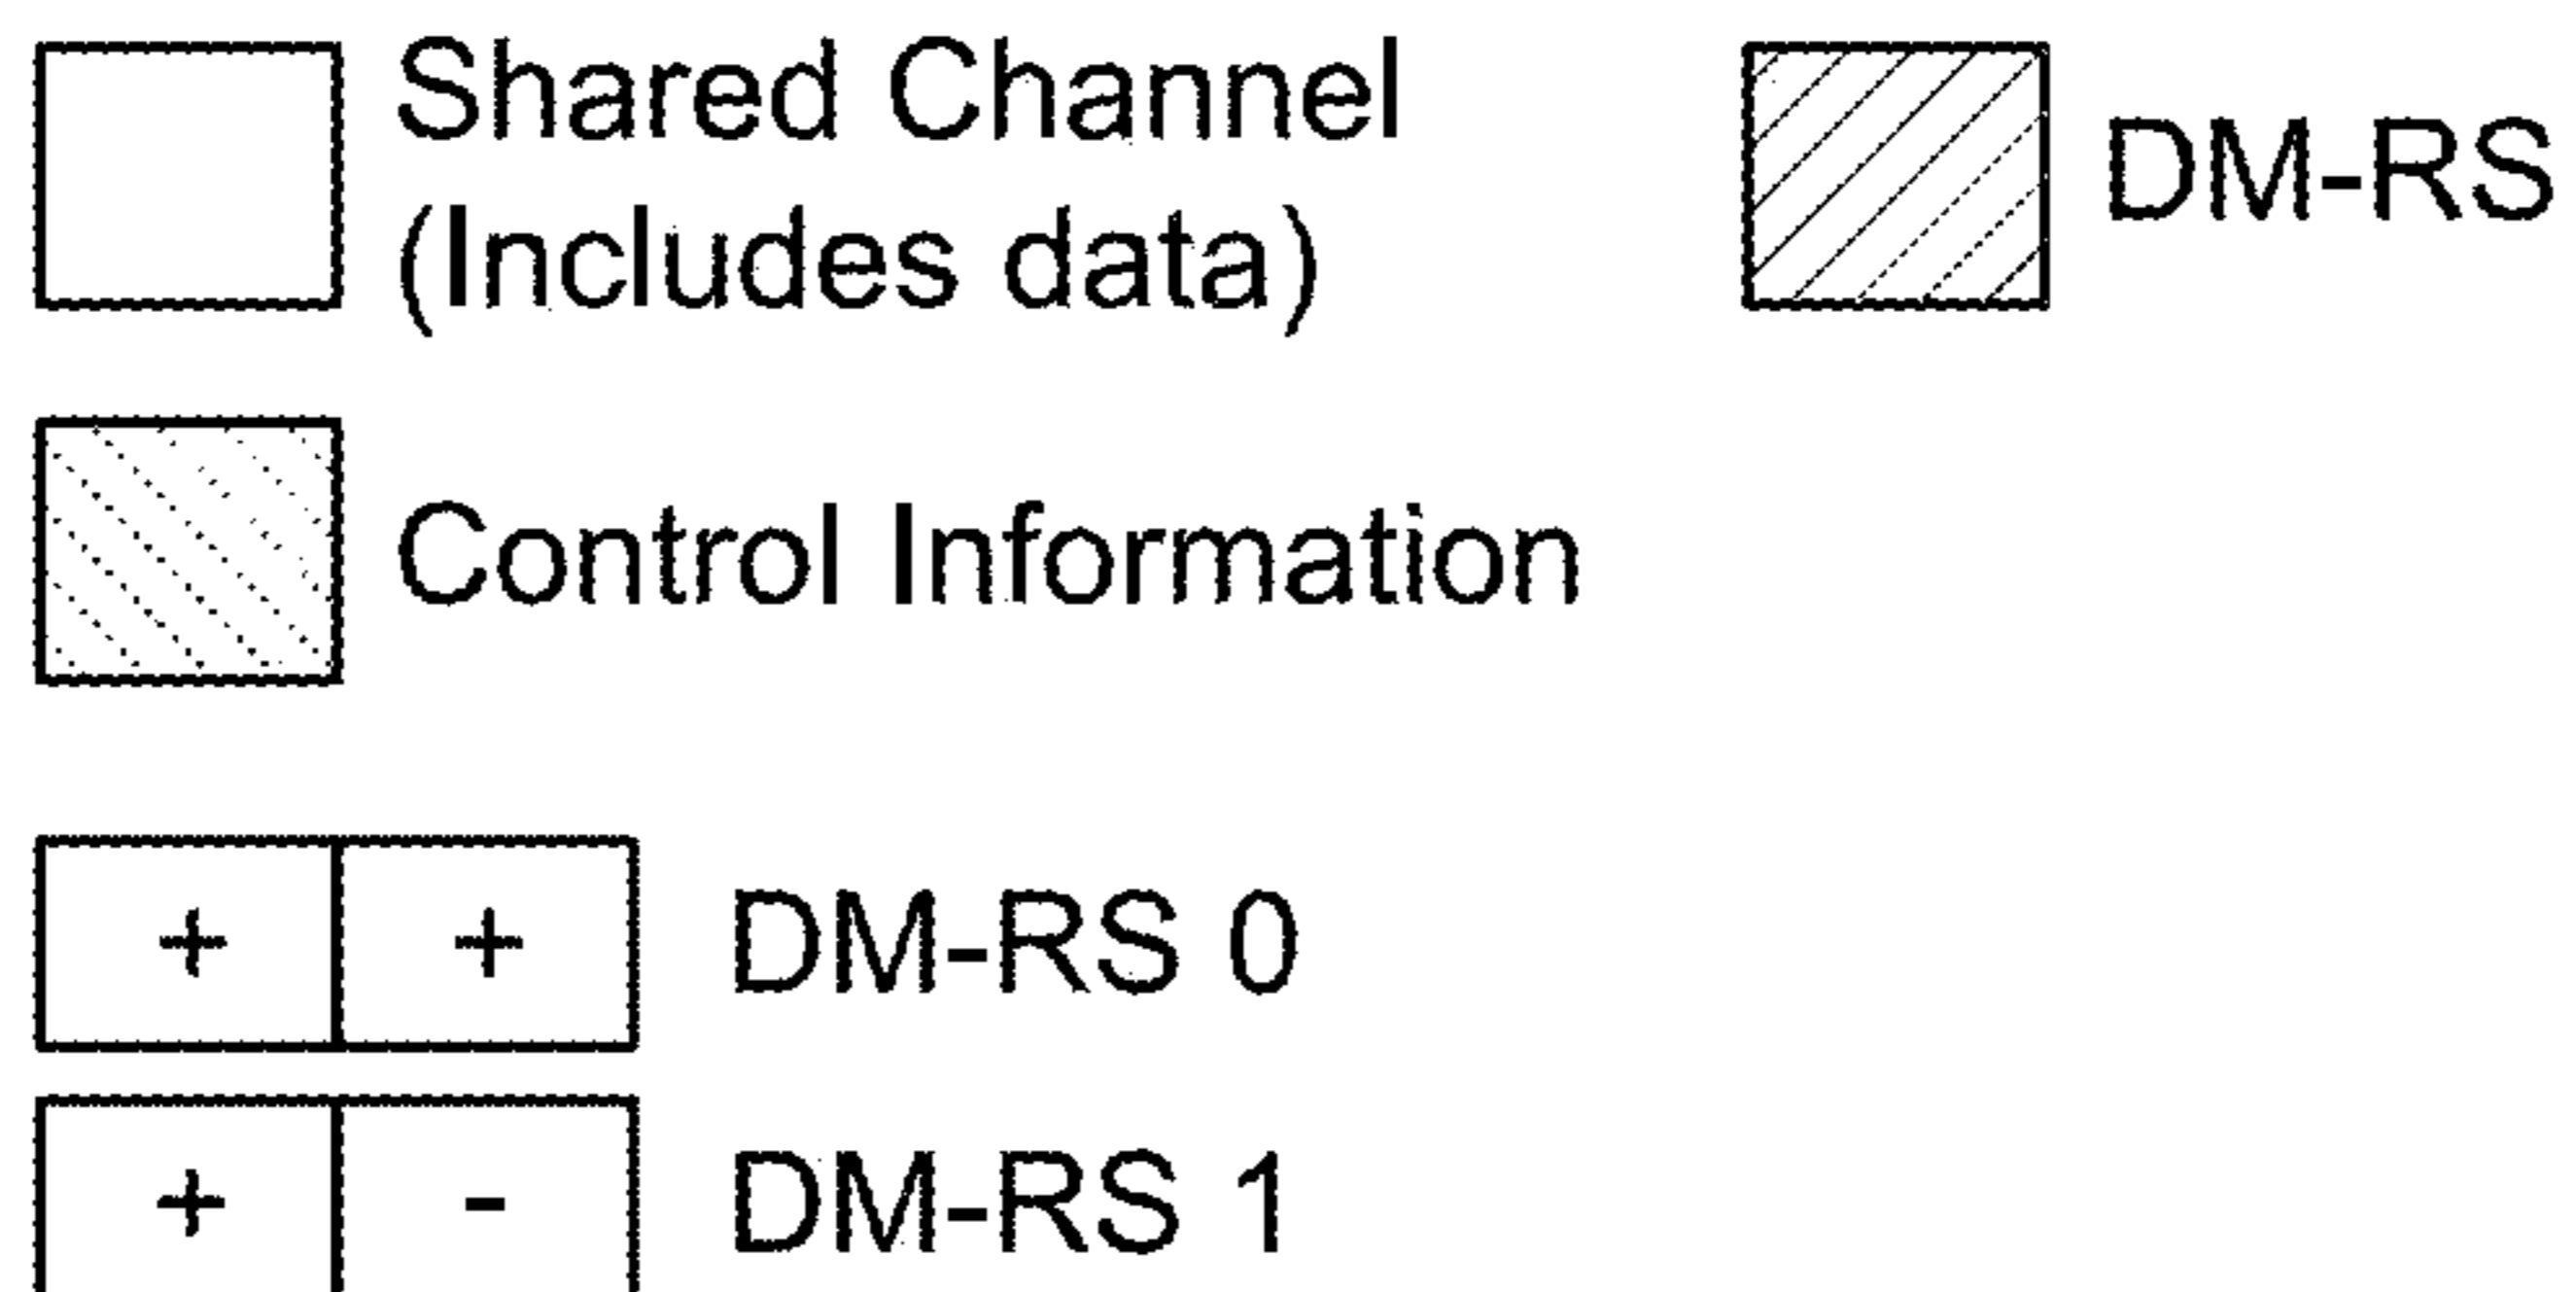 Shared Channel
(Includes data)
DM-RS
Control Information
+ + DM-RS 0
+ - DM-RS 1